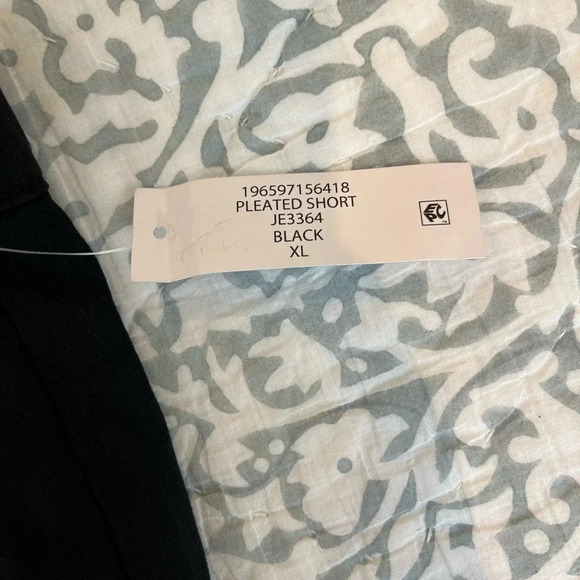 196597156418
PLEATED SHORT
JE3364
BLACK
XL